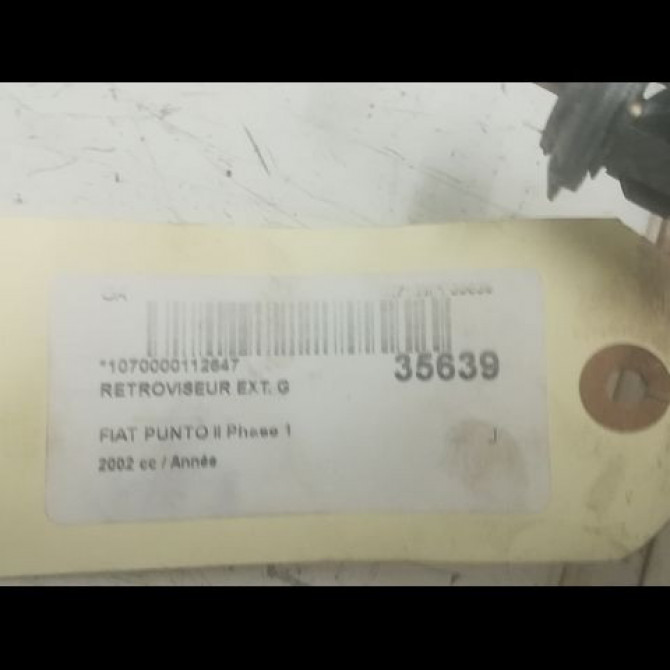 *1070000112647 35639
RETROVISEUR EXT. G
FIAT PUNTO II Phase 1 J
2002 cc / Année